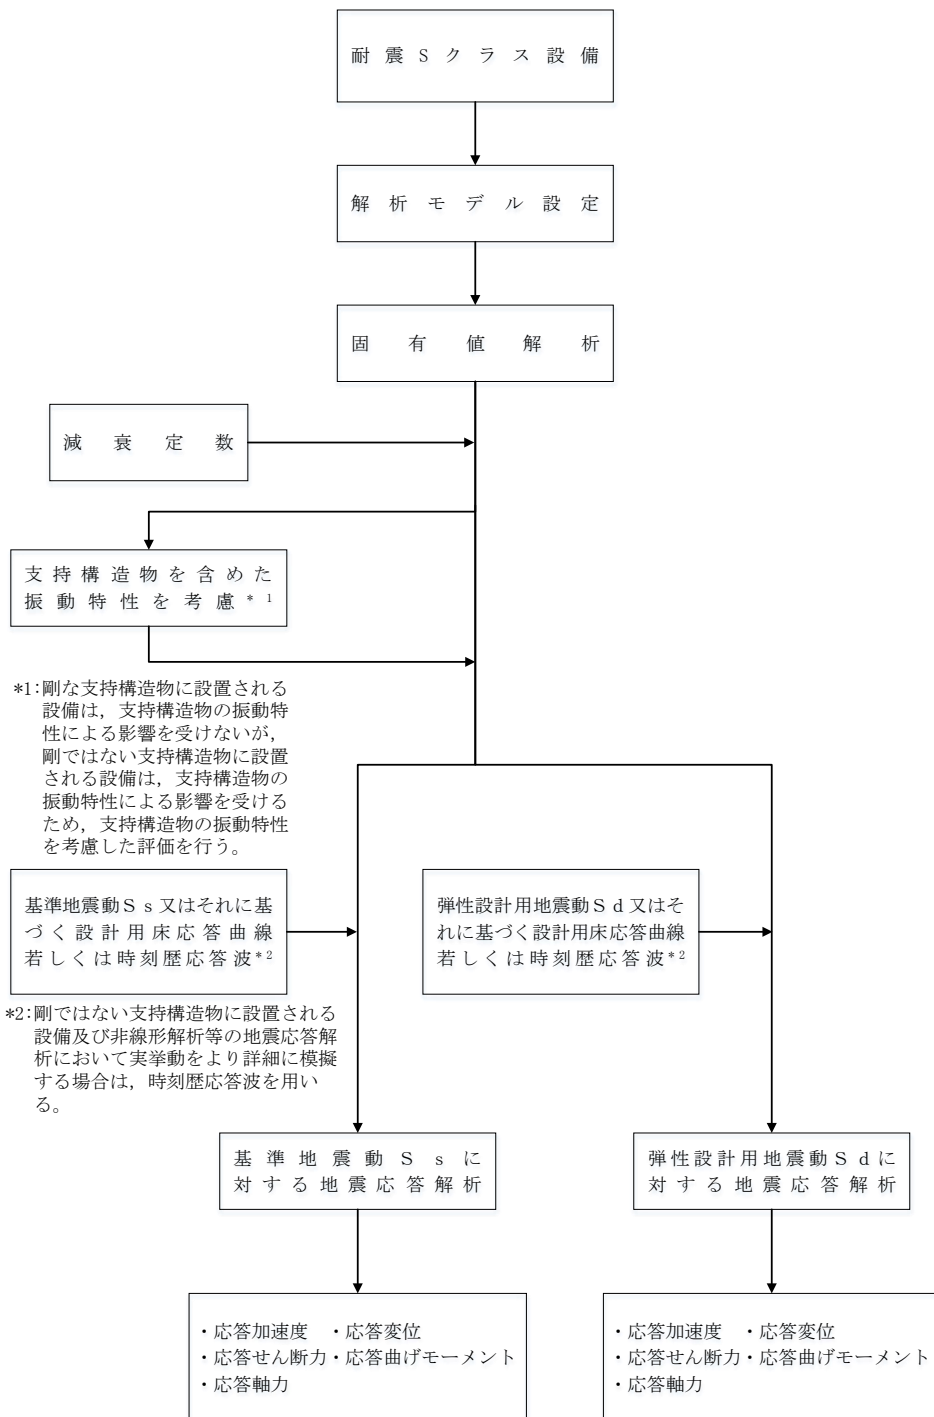 耐震Sクラス設備
解析モデル設定
固有値解析
減衰定数
支持構造物を含めた
振動特性を考慮*1
*1:剛な支持構造物に設置される
設備は，支持構造物の振動特
性による影響を受けないが，
剛ではない支持構造物に設置
される設備は，支持構造物の
振動特性による影響を受ける
ため，支持構造物の振動特性
を考慮した評価を行う。
基準地震動Ｓｓ又はそれに基
づく設計用床応答曲線
若しくは時刻歴応答波*2
弾性設計用地震動Ｓｄ又はそ
れに基づく設計用床応答曲線
若しくは時刻歴応答波*2
*2:剛ではない支持構造物に設置される
設備及び非線形解析等の地震応答解
析において実挙動をより詳細に模擬
する場合は，時刻歴応答波を用い
る。
基準地震動Ｓｓに
対する地震応答解析
弾性設計用地震動Ｓｄに
対する地震応答解析
・応答加速度　・応答変位
・応答せん断力・応答曲げモーメント
・応答軸力
・応答加速度　・応答変位
・応答せん断力・応答曲げモーメント
・応答軸力